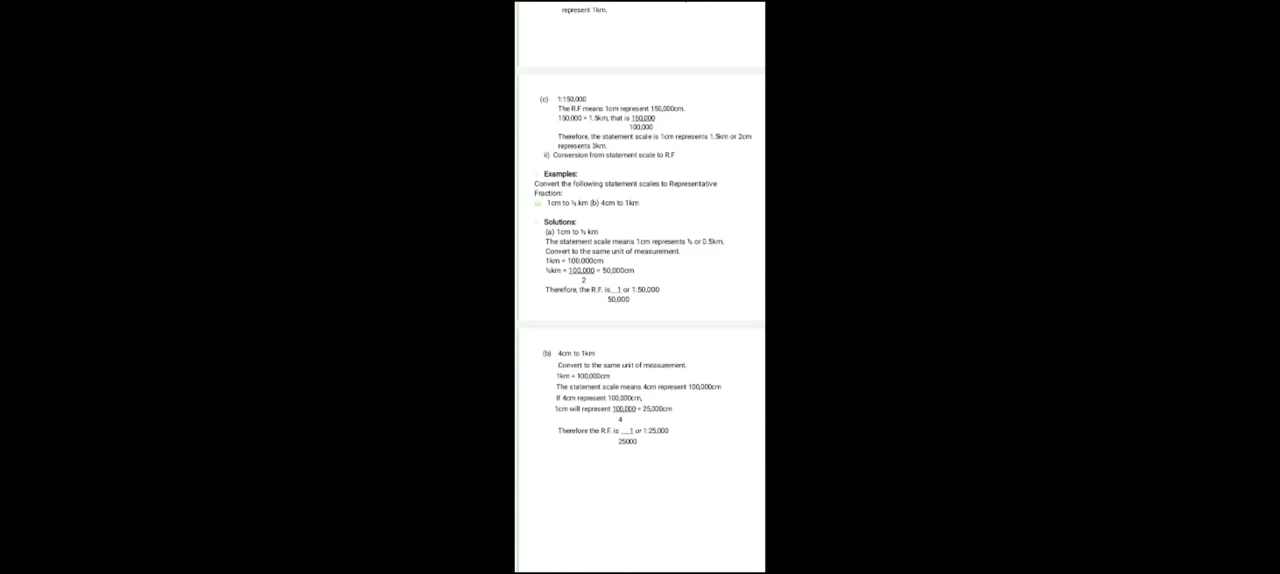 represent 1km.
(c) 1:150,000
The R.F means 1cm represent 150,000cm.
150,000 = 1.5km, that is 150,000
100,000
Therefore, the statement scale is 1cm represents 1.5km or 2cm
represents 3km.
ii) Conversion from statement scale to R.F
Examples:
Convert the following statement scales to Representative
Fraction:
1cm to ½ km (b) 4cm to 1km
Solutions:
(a) 1cm to ½ km
The statement scale means 1cm represents ½ or 0.5km.
Convert to the same unit of measurement.
1km = 100,000cm
½km = 100,000 = 50,000cm
2
Therefore, the R.F. is __1 or 1:50,000
50,000
(b) 4cm to 1km
Convert to the same unit of measurement.
1km = 100,000cm
The statement scale means 4cm represent 100,000cm
If 4cm represent 100,000cm,
1cm will represent 100,000 = 25,000cm
4
Therefore the R.F. is ___1 or 1:25,000
25000